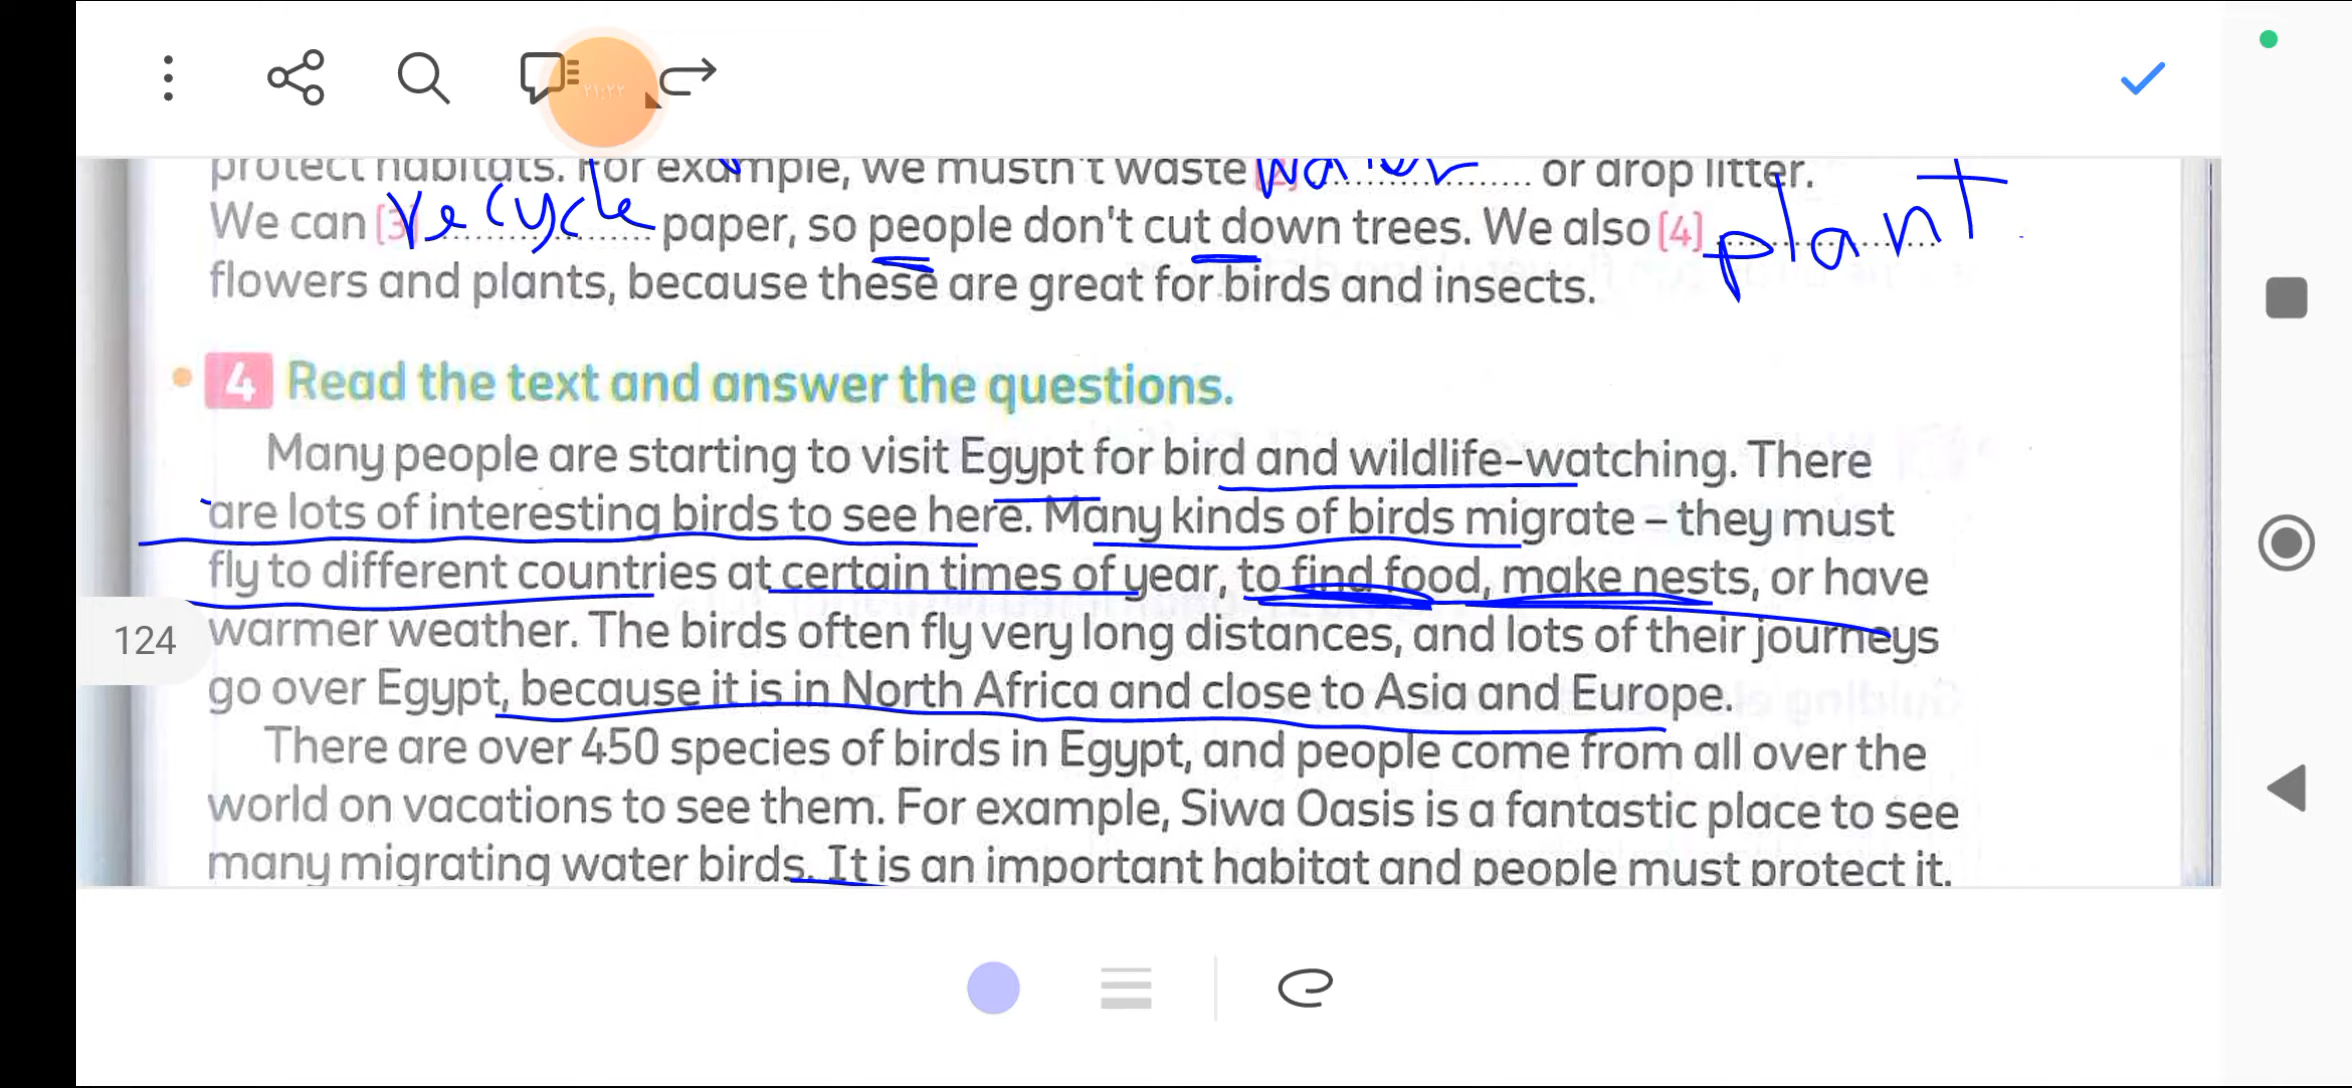 ٢١:٢٢
protect habitats. For example, we mustn't waste [2] water or drop litter.
We can [3] recycle paper, so people don't cut down trees. We also [4] plant
flowers and plants, because these are great for birds and insects.
4 Read the text and answer the questions.
Many people are starting to visit Egypt for bird and wildlife-watching. There
are lots of interesting birds to see here. Many kinds of birds migrate – they must
fly to different countries at certain times of year, to find food, make nests, or have
124 warmer weather. The birds often fly very long distances, and lots of their journeys
go over Egypt, because it is in North Africa and close to Asia and Europe.
There are over 450 species of birds in Egypt, and people come from all over the
world on vacations to see them. For example, Siwa Oasis is a fantastic place to see
many migrating water birds. It is an important habitat and people must protect it.